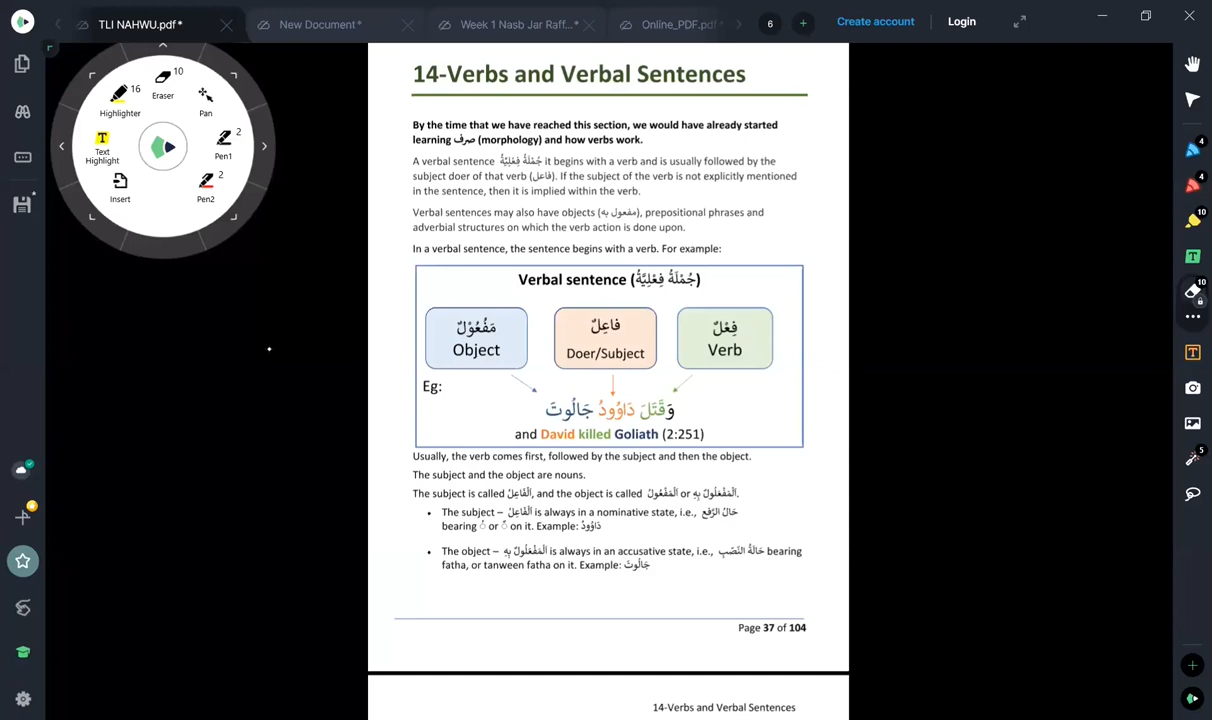 TLI NAHWU.pdf*
New Document*
Week 1 Nasb Jar Raff...*
Online_PDF.pdf*
6
Create account
Login
10
Eraser
16
Highlighter
Pan
T
Text
Highlight
2
Pen1
Insert
2
Pen2
14-Verbs and Verbal Sentences
By the time that we have reached this section, we would have already started
learning صرف (morphology) and how verbs work.
A verbal sentence جُمْلَةٌ فِعْلِيَّةٌ it begins with a verb and is usually followed by the
subject doer of that verb (فاعل). If the subject of the verb is not explicitly mentioned
in the sentence, then it is implied within the verb.
Verbal sentences may also have objects (مفعول به), prepositional phrases and
adverbial structures on which the verb action is done upon.
In a verbal sentence, the sentence begins with a verb. For example:
Verbal sentence (جُمْلَةٌ فِعْلِيَّةٌ)
مَفْعُوْلٌ
Object
فاعِلٌ
Doer/Subject
فِعْلٌ
Verb
Eg:
وَقَتَلَ دَاوُودُ جَالُوتَ
and David killed Goliath (2:251)
Usually, the verb comes first, followed by the subject and then the object.
The subject and the object are nouns.
The subject is called اَلْفَاعِلُ, and the object is called اَلْمَفْعُولُ or اَلْمَفْعَلُولُ بِهِ.
• The subject – اَلْفَاعِلُ is always in a nominative state, i.e., حَالُ الرَّفع
bearing ُ or ٌ on it. Example: دَاوُودُ
• The object – اَلْمَفْعَلُولُ بِهِ is always in an accusative state, i.e., حَالَةُ النَّصْبِ bearing
fatha, or tanween fatha on it. Example: جَالُوتَ
Page 37 of 104
14-Verbs and Verbal Sentences
4
4
10
T
10
T
5